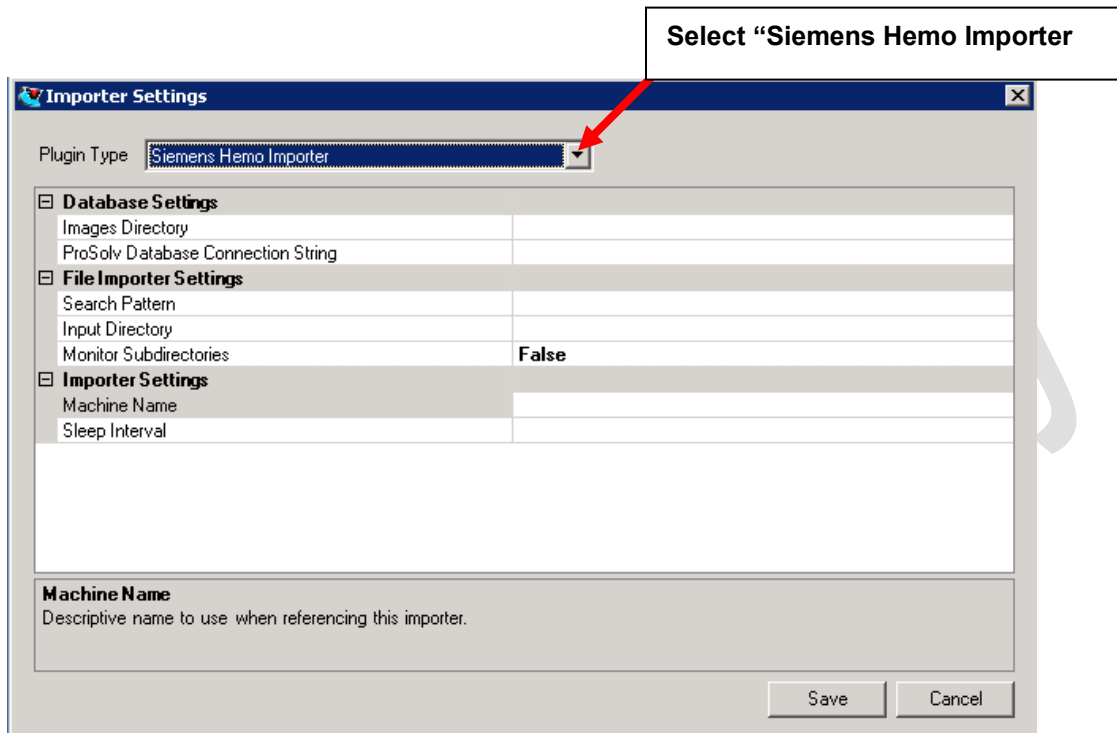 Select “Siemens Hemo Importer
Importer Settings
Plugin Type Siemens Hemo Importer
Database Settings
Images Directory
ProSolv Database Connection String
File Importer Settings
Search Pattern
Input Directory
Monitor Subdirectories False
Importer Settings
Machine Name
Sleep Interval
Machine Name
Descriptive name to use when referencing this importer.
Save Cancel